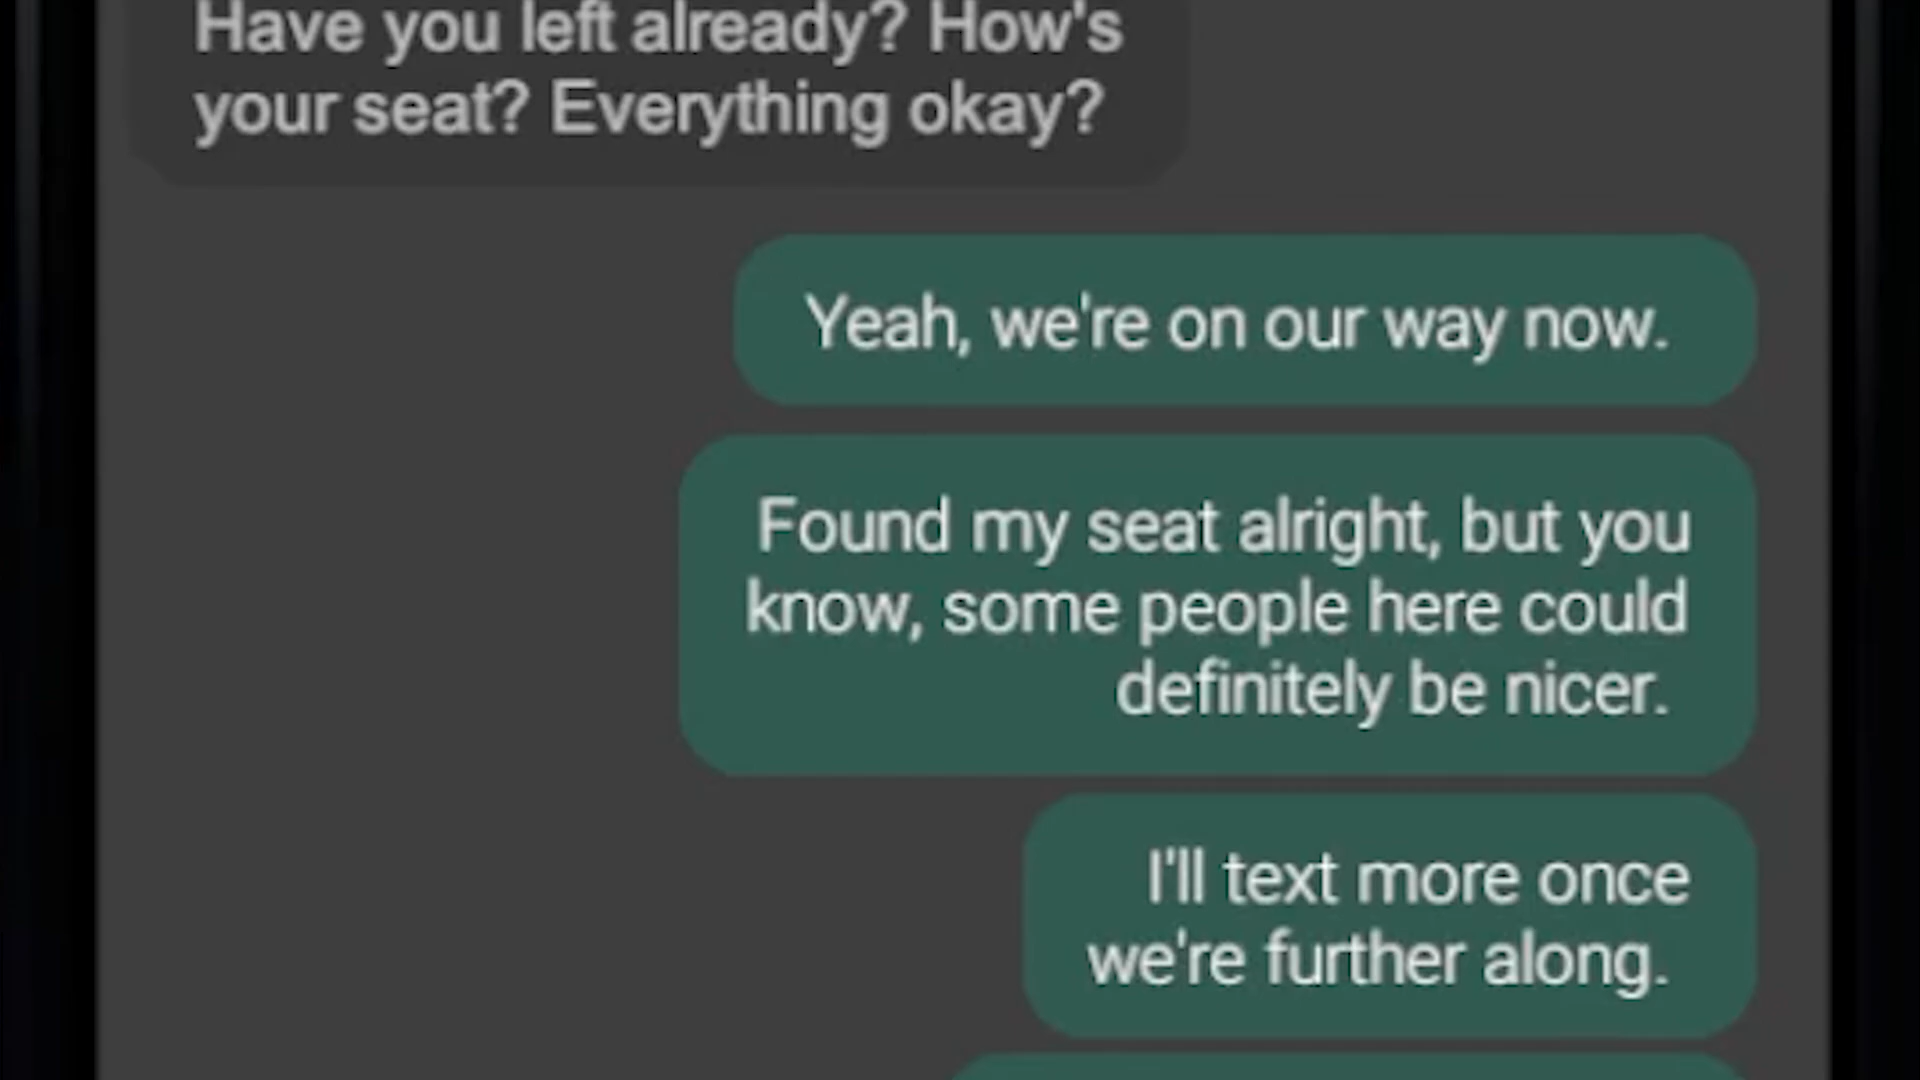 Have you left already? How's
your seat? Everything okay?
Yeah, we're on our way now.
Found my seat alright, but you
know, some people here could
definitely be nicer.
I'll text more once
we're further along.